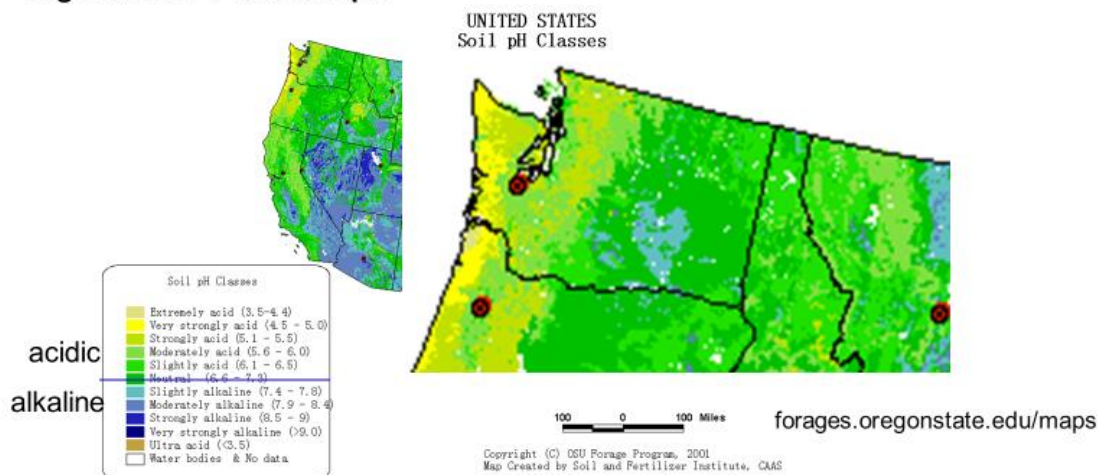 UNITED STATES
Soil pH Classes
Soil pH Classes
Extremely acid (3.5-4.4)
Very strongly acid (4.5 - 5.0)
Strongly acid (5.1 - 5.5)
Moderately acid (5.6 - 6.0)
Slightly acid (6.1 - 6.5)
Neutral (6.6 - 7.3)
Slightly alkaline (7.4 - 7.8)
Moderately alkaline (7.9 - 8.4)
Strongly alkaline (8.5 - 9)
Very strongly alkaline (>9.0)
Ultra acid (<3.5)
Water bodies & No data
acidic
alkaline
100 0 100 Miles
forages.oregonstate.edu/maps
Copyright (C) OSU Forage Program, 2001
Map Created by Soil and Fertilizer Institute, CAAS